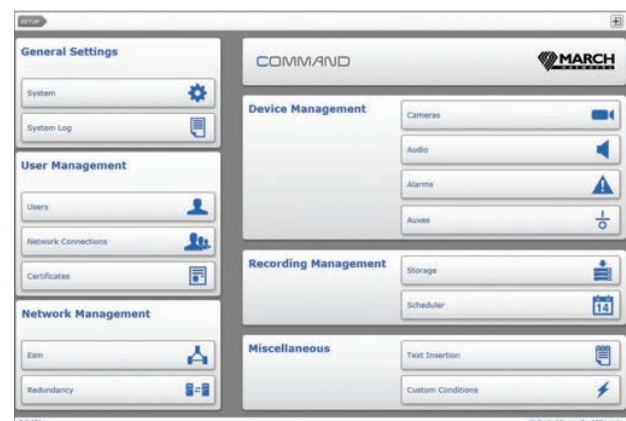 SETUP
General Settings
System
System Log
User Management
Users
Network Connections
Certificates
Network Management
Esm
Redundancy
COMMAND
MARCH
NETWORKS
Device Management
Cameras
Audio
Alarms
Auxes
Recording Management
Storage
Scheduler
14
Miscellaneous
Text Insertion
Custom Conditions